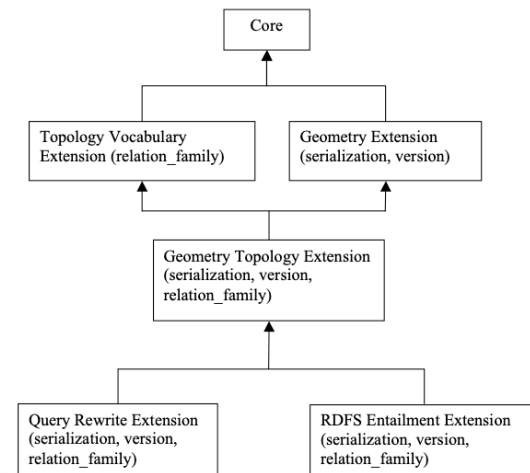 Core
Topology Vocabulary
Extension (relation_family)
Geometry Extension
(serialization, version)
Geometry Topology Extension
(serialization, version,
relation_family)
Query Rewrite Extension
(serialization, version,
relation_family)
RDFS Entailment Extension
(serialization, version,
relation_family)